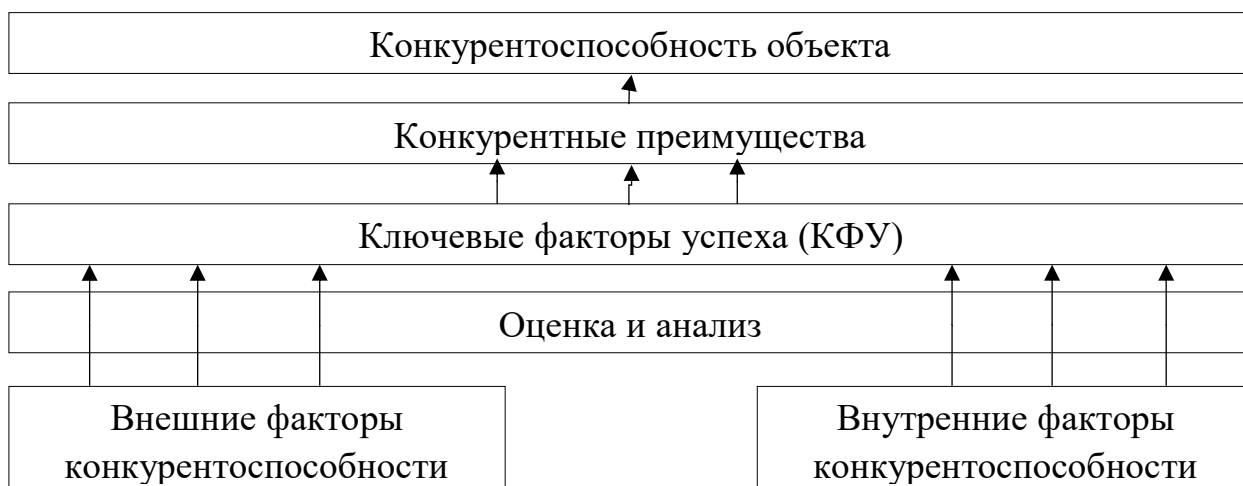 Конкурентоспособность объекта
Конкурентные преимущества
Ключевые факторы успеха (КФУ)
Оценка и анализ
Внешние факторы
конкурентоспособности
Внутренние факторы
конкурентоспособности